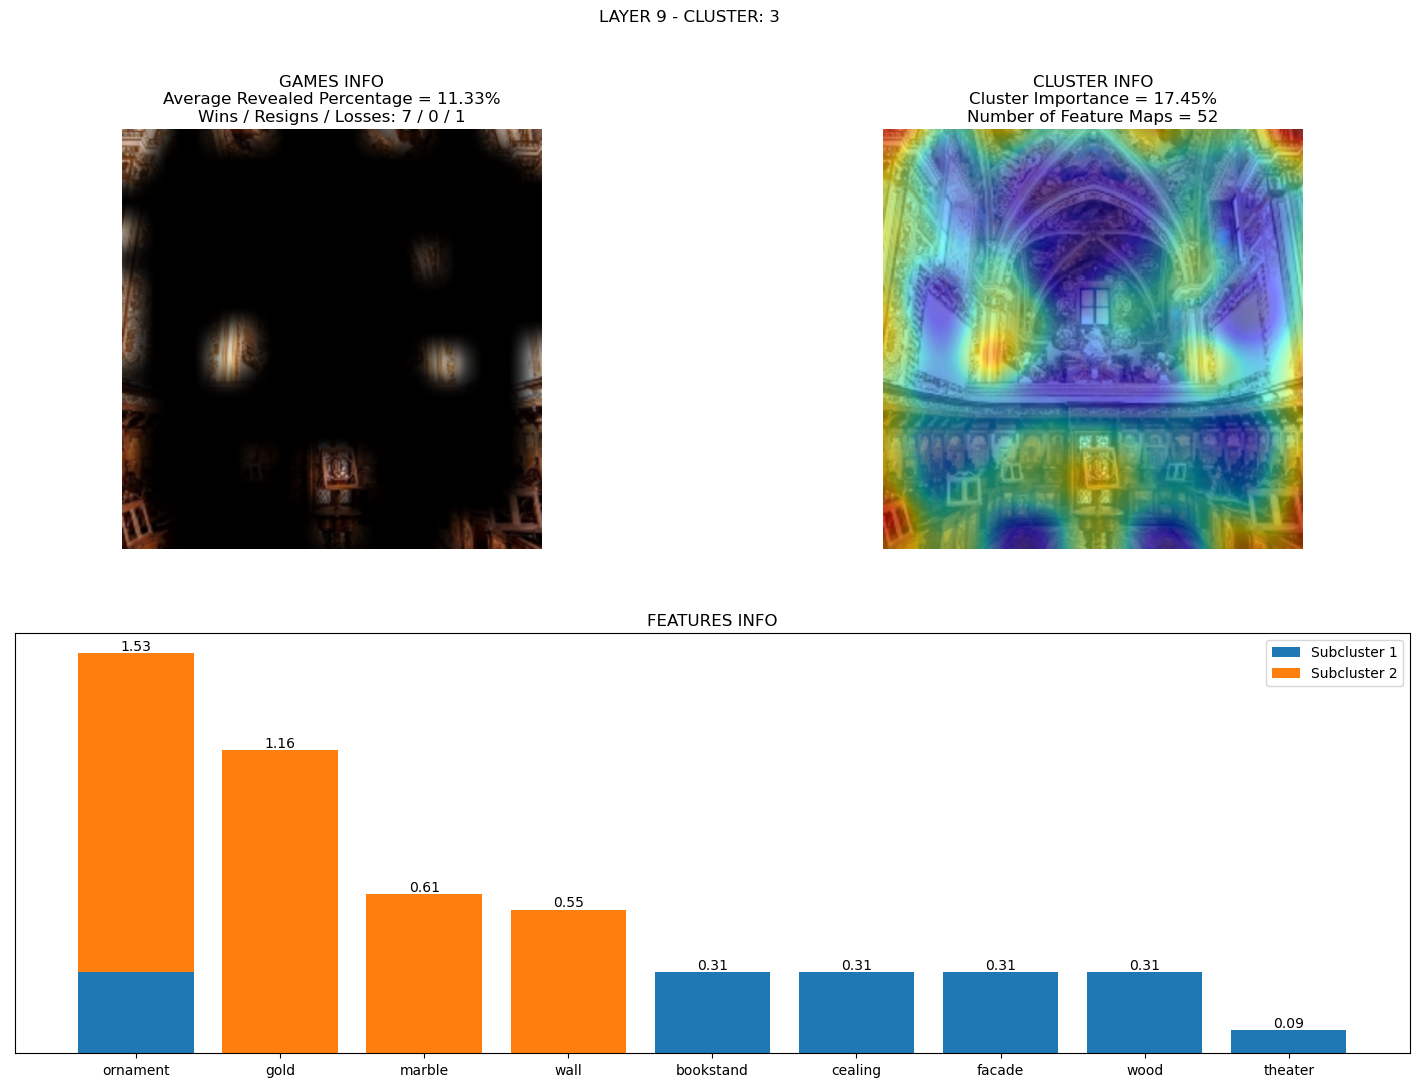 LAYER 9 - CLUSTER: 3
GAMES INFO
Average Revealed Percentage = 11.33%
Wins / Resigns / Losses: 7 / 0 / 1
CLUSTER INFO
Cluster Importance = 17.45%
Number of Feature Maps = 52
FEATURES INFO
Subcluster 1
Subcluster 2
1.53
1.16
0.61
0.55
0.31
0.31
0.31
0.31
0.09
ornament
gold
marble
wall
bookstand
cealing
facade
wood
theater